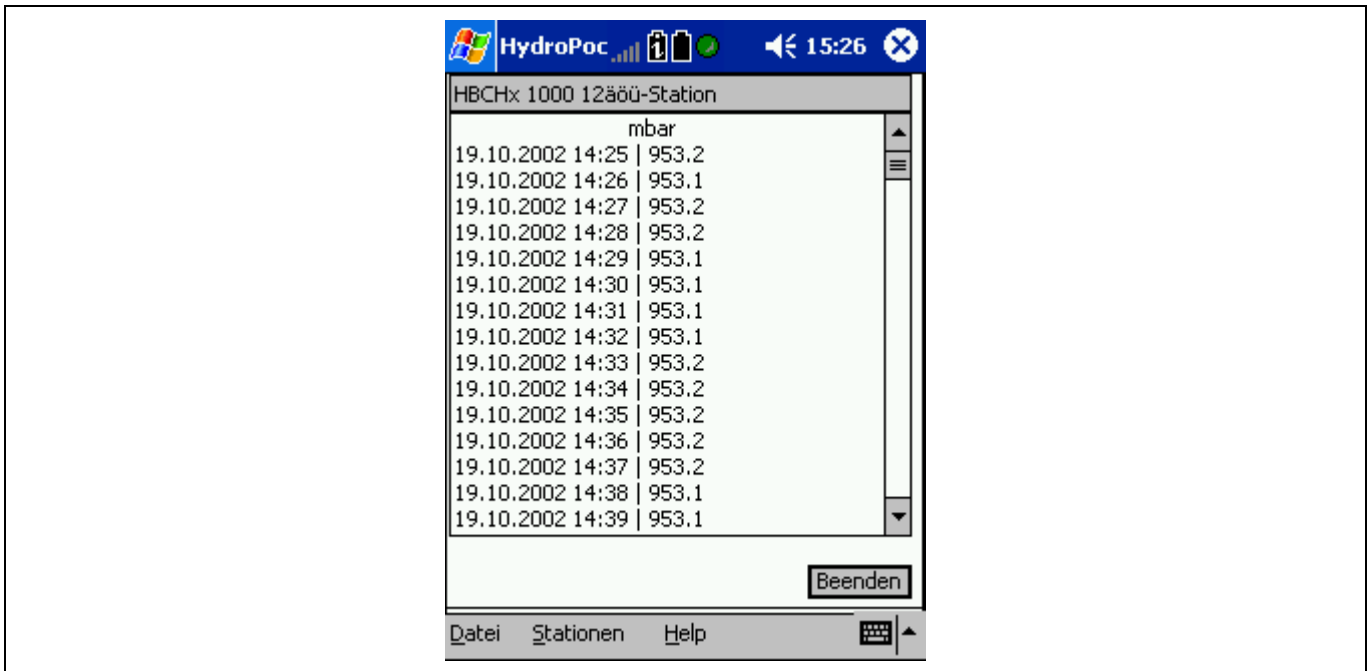 HydroPoc 15:26
HBCHx 1000 12äöü-Station
mbar
19.10.2002 14:25 | 953.2
19.10.2002 14:26 | 953.1
19.10.2002 14:27 | 953.2
19.10.2002 14:28 | 953.2
19.10.2002 14:29 | 953.1
19.10.2002 14:30 | 953.1
19.10.2002 14:31 | 953.1
19.10.2002 14:32 | 953.1
19.10.2002 14:33 | 953.2
19.10.2002 14:34 | 953.2
19.10.2002 14:35 | 953.2
19.10.2002 14:36 | 953.2
19.10.2002 14:37 | 953.2
19.10.2002 14:38 | 953.1
19.10.2002 14:39 | 953.1
Beenden
Datei Stationen Help